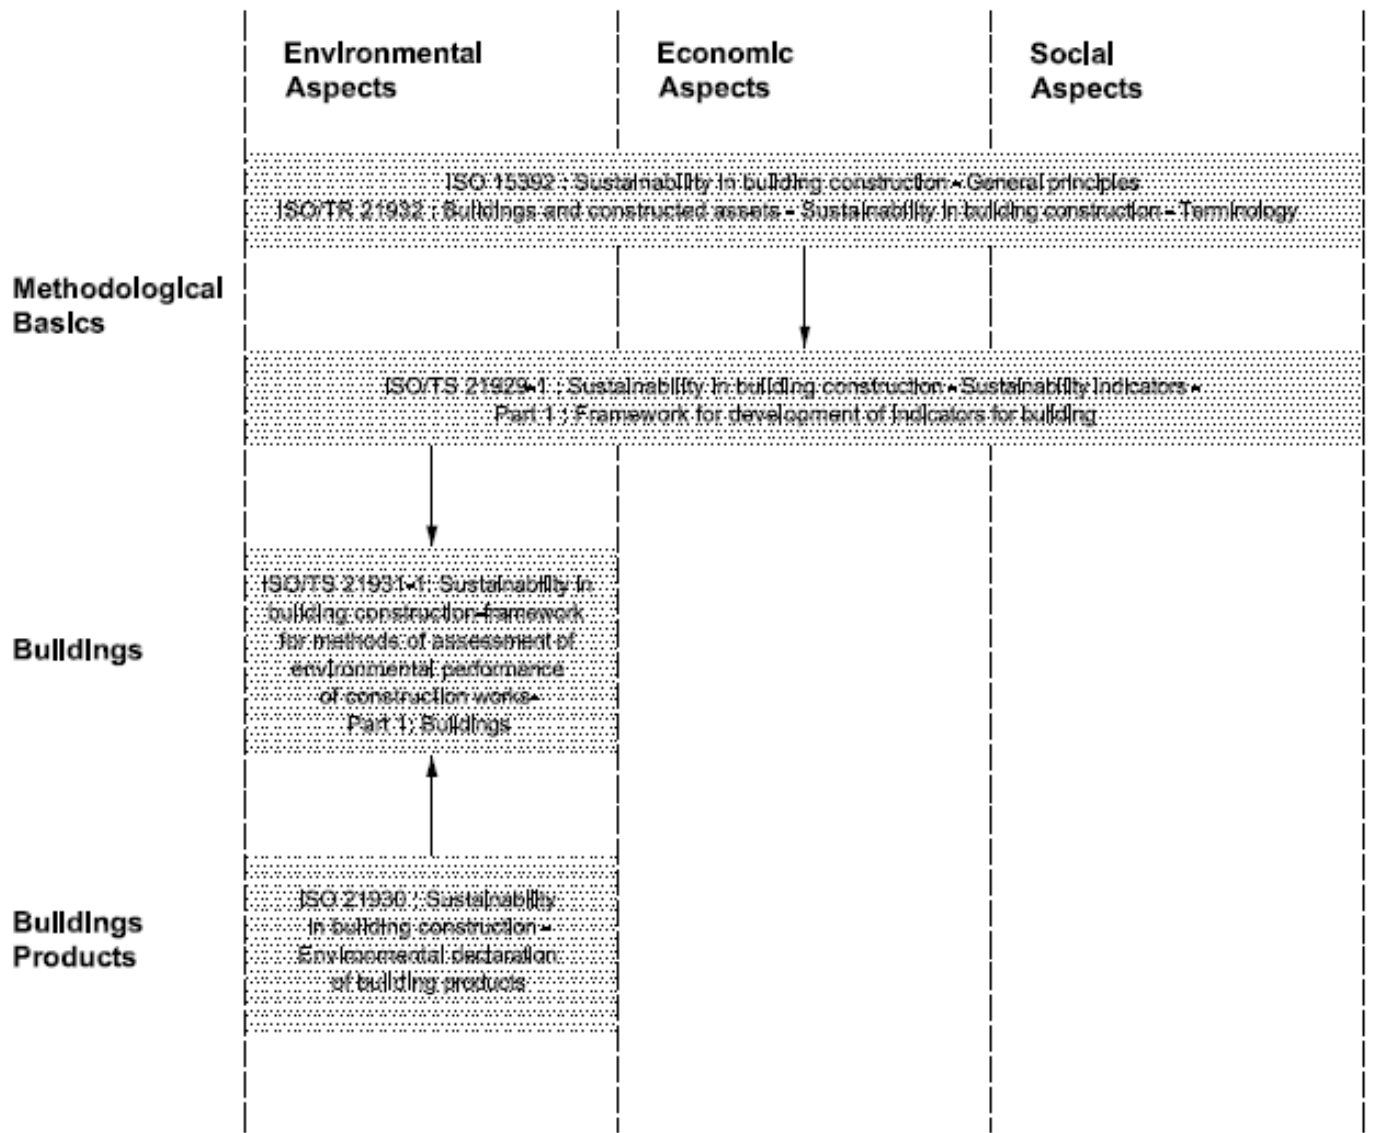 Environmental
Aspects
Economic
Aspects
Social
Aspects
ISO 15392 : Sustainability in building construction - General principles
ISO/TR 21932 : Buildings and constructed assets - Sustainability in building construction - Terminology
Methodological
Basics
ISO/TS 21929-1 : Sustainability in building construction - Sustainability Indicators -
Part 1 : Framework for development of Indicators for building
ISO/TS 21931-1: Sustainability in
building construction-framework
for methods of assessment of
environmental performance
of construction works-
Part 1: Buildings
Buildings
ISO 21930 : Sustainability
in building construction -
Environmental declaration
of building products
Buildings
Products